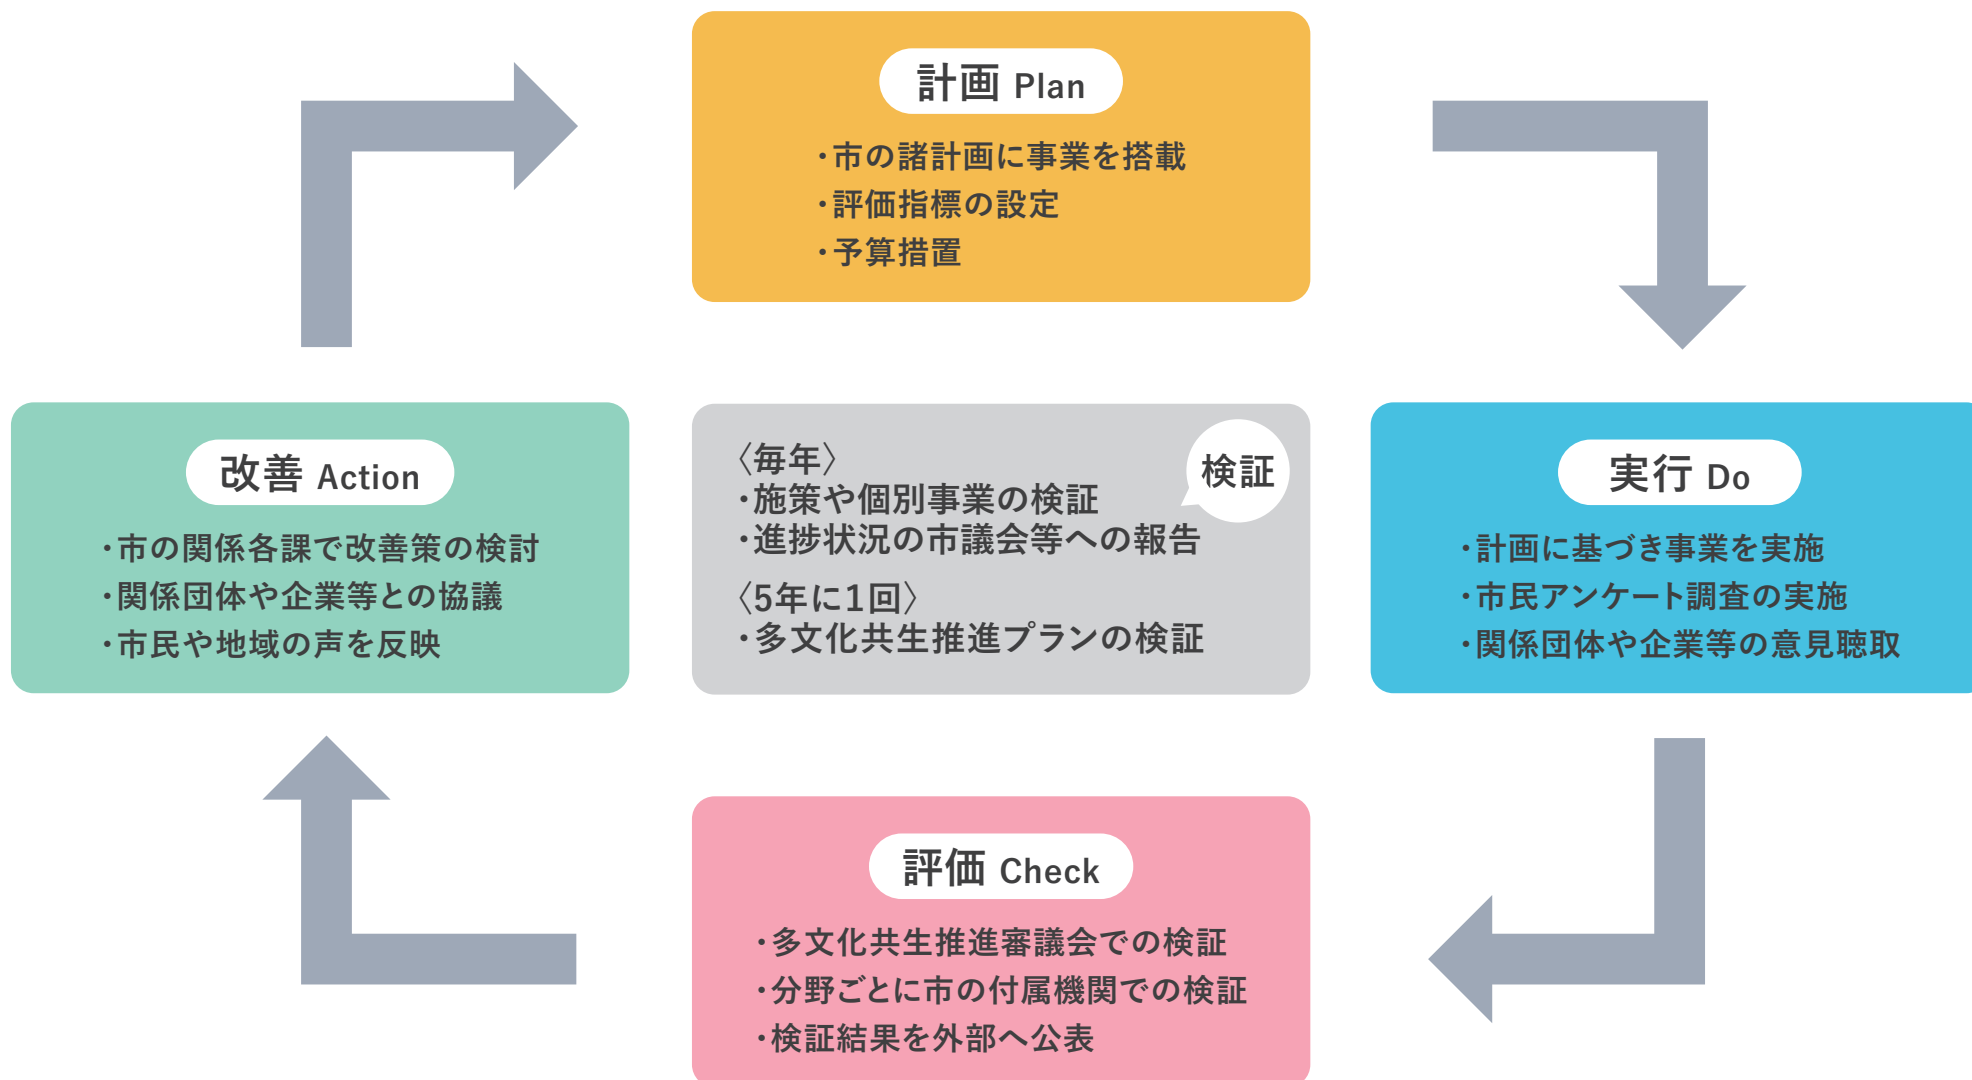 計画 Plan
・市の諸計画に事業を搭載
・評価指標の設定
・予算措置
改善 Action
・市の関係各課で改善策の検討
・関係団体や企業等との協議
・市民や地域の声を反映
検証
〈毎年〉
・施策や個別事業の検証
・進捗状況の市議会等への報告
〈5年に1回〉
・多文化共生推進プランの検証
実行 Do
・計画に基づき事業を実施
・市民アンケート調査の実施
・関係団体や企業等の意見聴取
評価 Check
・多文化共生推進審議会での検証
・分野ごとに市の付属機関での検証
・検証結果を外部へ公表